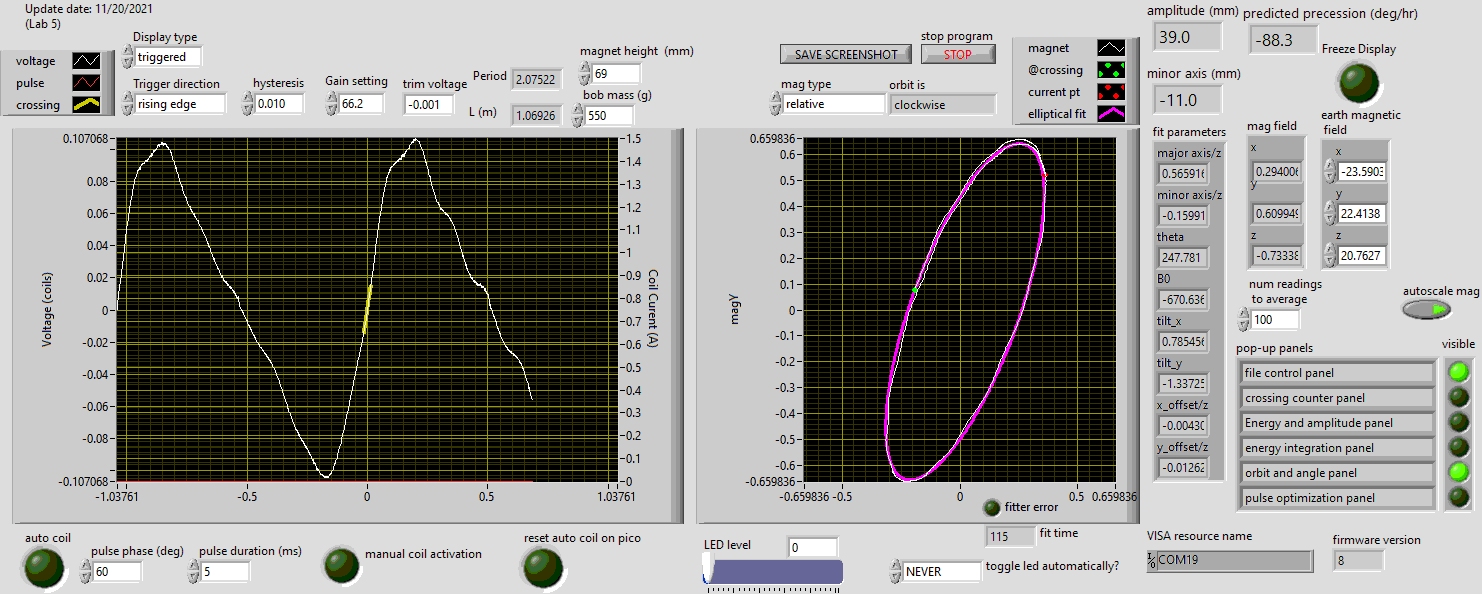 Update date: 11/20/2021
(Lab 5)
voltage
pulse
crossing
Display type
triggered
Trigger direction
rising edge
hysteresis
0.010
Gain setting
66.2
trim voltage
-0.001
Period
2.07522
L (m)
1.06926
magnet height (mm)
69
bob mass (g)
550
stop program
SAVE SCREENSHOT
STOP
mag type
relative
orbit is
clockwise
magnet
@crossing
current pt
elliptical fit
amplitude (mm)
39.0
predicted precession (deg/hr)
-88.3
minor axis (mm)
-11.0
Freeze Display
Voltage (coils)
0.107068
0.08
0.06
0.04
0.02
0
-0.02
-0.04
-0.06
-0.08
-0.107068
-1.03761
-0.5
0
0.5
1.03761
1.5
1.4
1.3
1.2
1.1
1
0.9
0.8
0.7
0.6
0.5
0.4
0.3
0.2
0.1
0
Coil Current (A)
magy
0.659836
0.6
0.5
0.4
0.3
0.2
0.1
0
-0.1
-0.2
-0.3
-0.4
-0.5
-0.6
-0.659836
-0.659836
-0.5
0
0.5
0.659836
fitter error
fit parameters
major axis/z
0.565916
minor axis/z
-0.15991
theta
247.781
B0
-670.636
tilt_x
0.785456
tilt_y
-1.3372
x_offset/z
-0.0043
y_offset/z
-0.01262
mag field
x
0.294006
y
0.609949
z
-0.73338
earth magnetic
field
x
-23.5903
y
22.4138
z
20.7627
num readings
to average
100
autoscale mag
pop-up panels
visible
file control panel
crossing counter panel
Energy and amplitude panel
energy integration panel
orbit and angle panel
pulse optimization panel
auto coil
pulse phase (deg)
60
pulse duration (ms)
5
manual coil activation
reset auto coil on pico
LED level
0
115
fit time
NEVER
toggle led automatically?
VISA resource name
COM19
firmware version
8